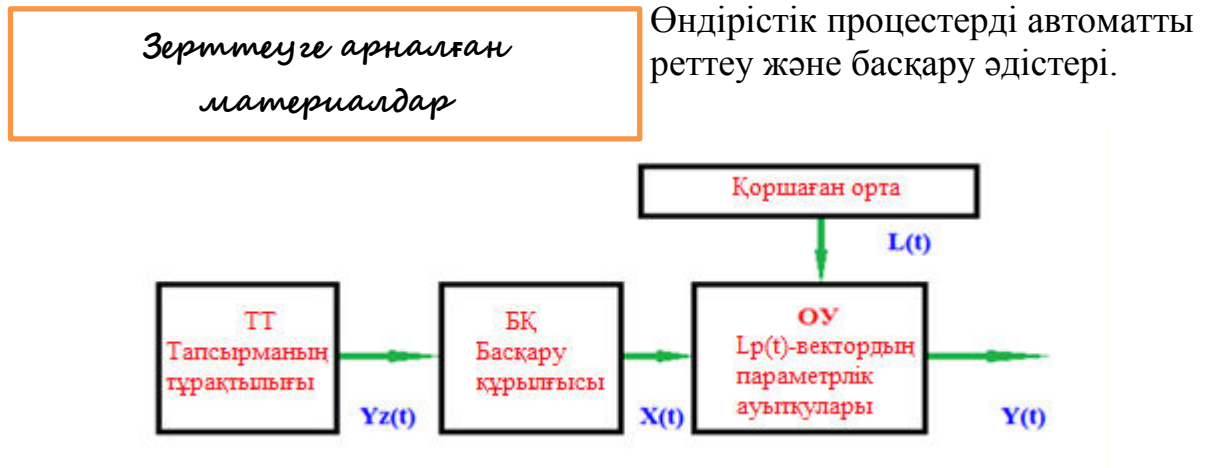 Зерттеуге арналған
материалдар
Өндірістік процестерді автоматты
реттеу және басқару әдістері.
Қоршаған орта
L(t)
ТТ
Тапсырманың
тұрақтылығы
Yz(t)
БҚ
Басқару
құрылғысы
X(t)
ОУ
Lp(t)-вектордың
параметрлік
ауытқулары
Y(t)